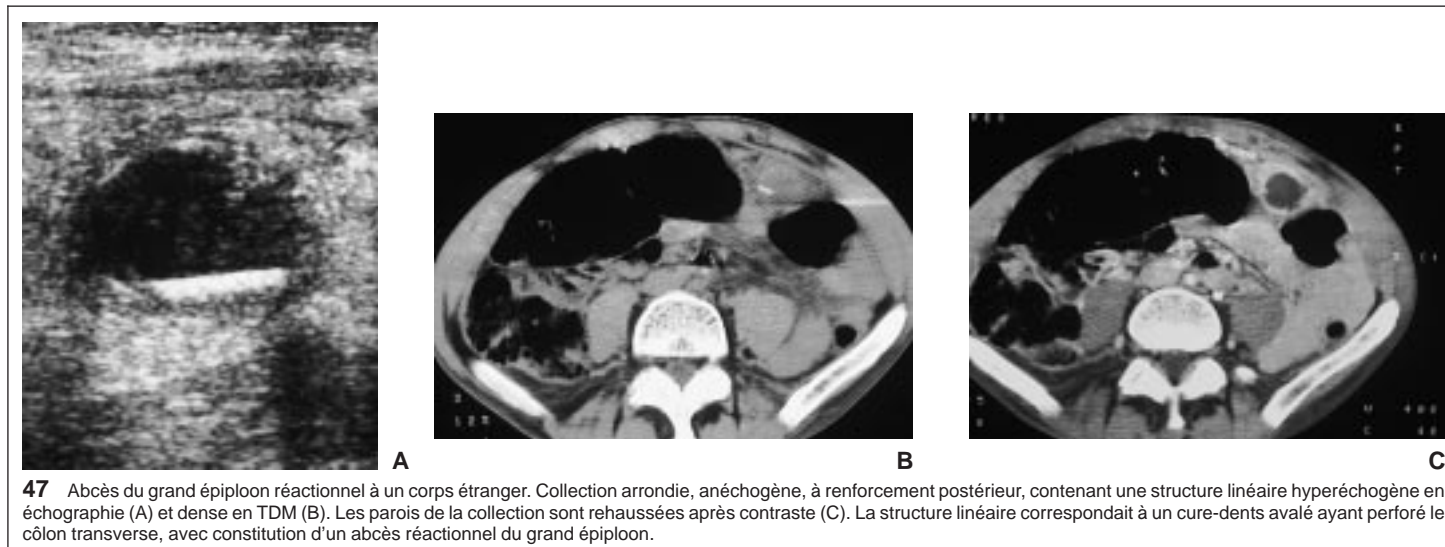 A
B
C
47 Abcès du grand épiploon réactionnel à un corps étranger. Collection arrondie, anéchogène, à renforcement postérieur, contenant une structure linéaire hyperéchogène en
échographie (A) et dense en TDM (B). Les parois de la collection sont rehaussées après contraste (C). La structure linéaire correspondait à un cure-dents avalé ayant perforé le
côlon transverse, avec constitution d'un abcès réactionnel du grand épiploon.